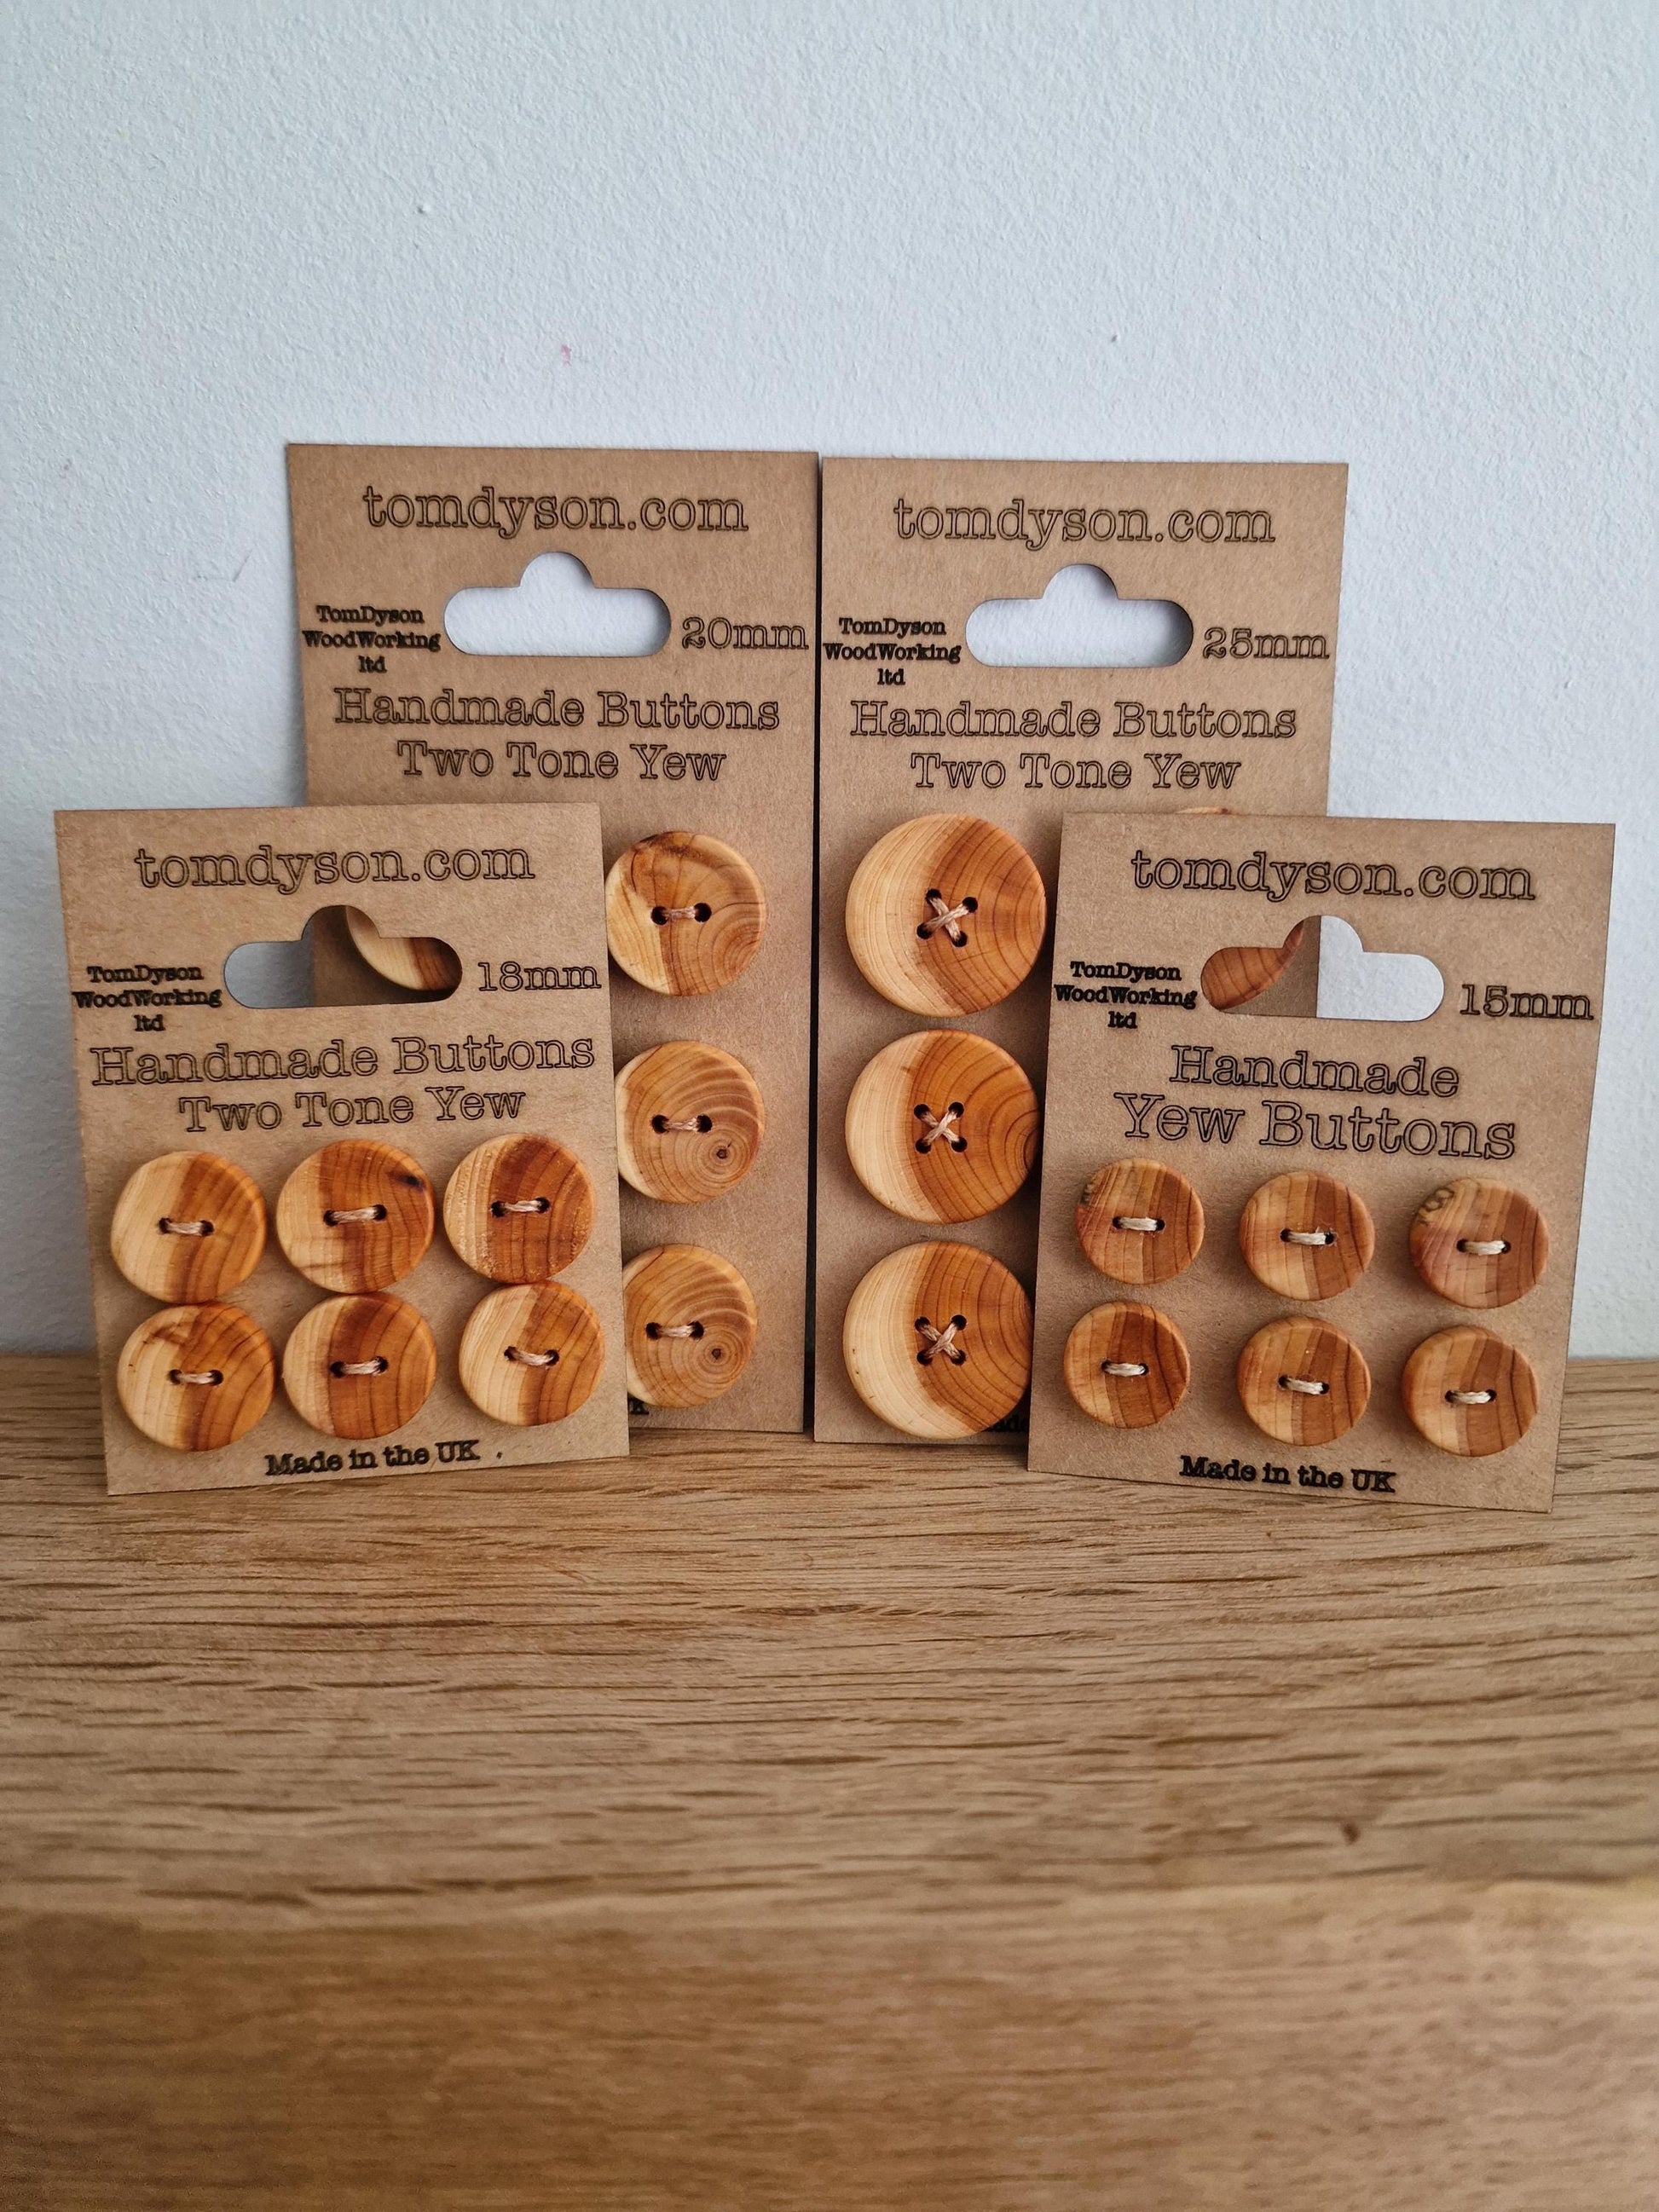 tomdyson.com
TomDyson
WoodWorking
ltd
20mm
Handmade Buttons
Two Tone Yew
tomdyson.com
TomDyson
WoodWorking
ltd
25mm
Handmade Buttons
Two Tone Yew
tomdyson.com
TomDyson
WoodWorking
ltd
18mm
Handmade Buttons
Two Tone Yew
Made in the UK
tomdyson.com
TomDyson
WoodWorking
ltd
15mm
Handmade
Yew Buttons
Made in the UK